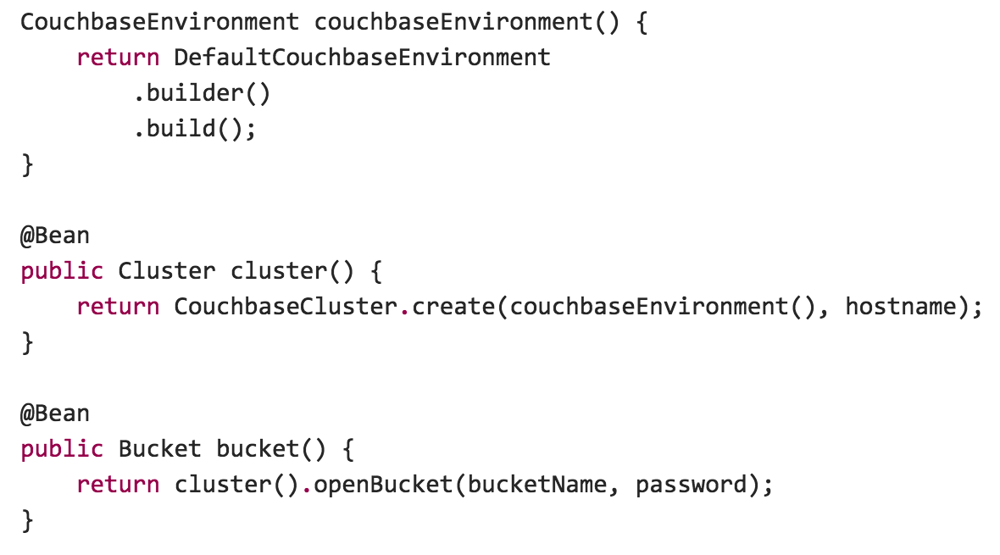 CouchbaseEnvironment couchbaseEnvironment() {
    return DefaultCouchbaseEnvironment
        .builder()
        .build();
}

@Bean
public Cluster cluster() {
    return CouchbaseCluster.create(couchbaseEnvironment(), hostname);
}

@Bean
public Bucket bucket() {
    return cluster().openBucket(bucketName, password);
}